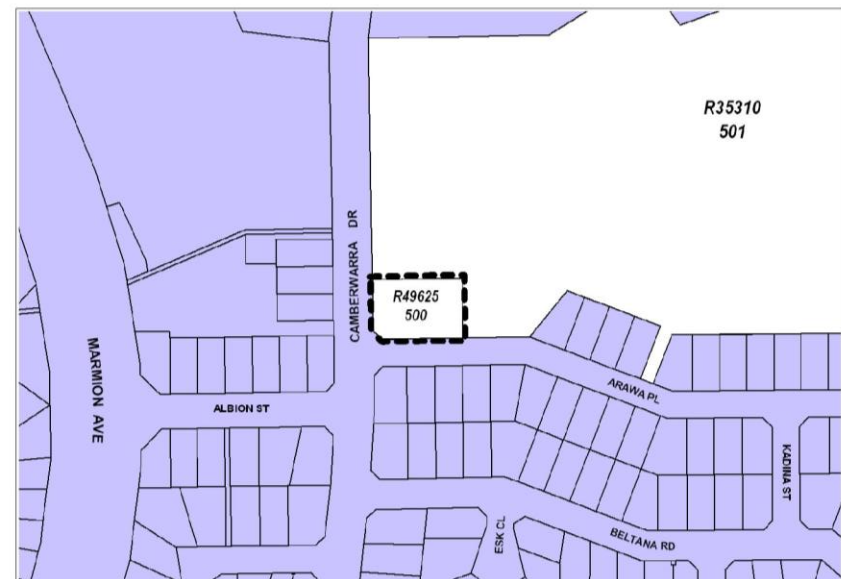 R35310
501
CAMBERWARRA DR
R49625
500
MARMION AVE
ALBION ST
ARAWA PL
KADINA ST
ESK CL
BELTANA RD